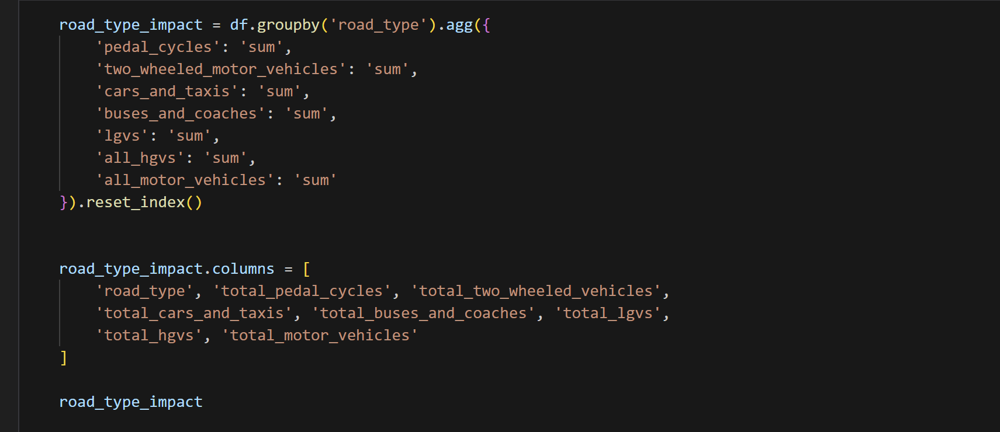 road_type_impact = df.groupby('road_type').agg({
    'pedal_cycles': 'sum',
    'two_wheeled_motor_vehicles': 'sum',
    'cars_and_taxis': 'sum',
    'buses_and_coaches': 'sum',
    'lgvs': 'sum',
    'all_hgvs': 'sum',
    'all_motor_vehicles': 'sum'
}).reset_index()
road_type_impact.columns = [
    'road_type', 'total_pedal_cycles', 'total_two_wheeled_vehicles',
    'total_cars_and_taxis', 'total_buses_and_coaches', 'total_lgvs',
    'total_hgvs', 'total_motor_vehicles'
]
road_type_impact